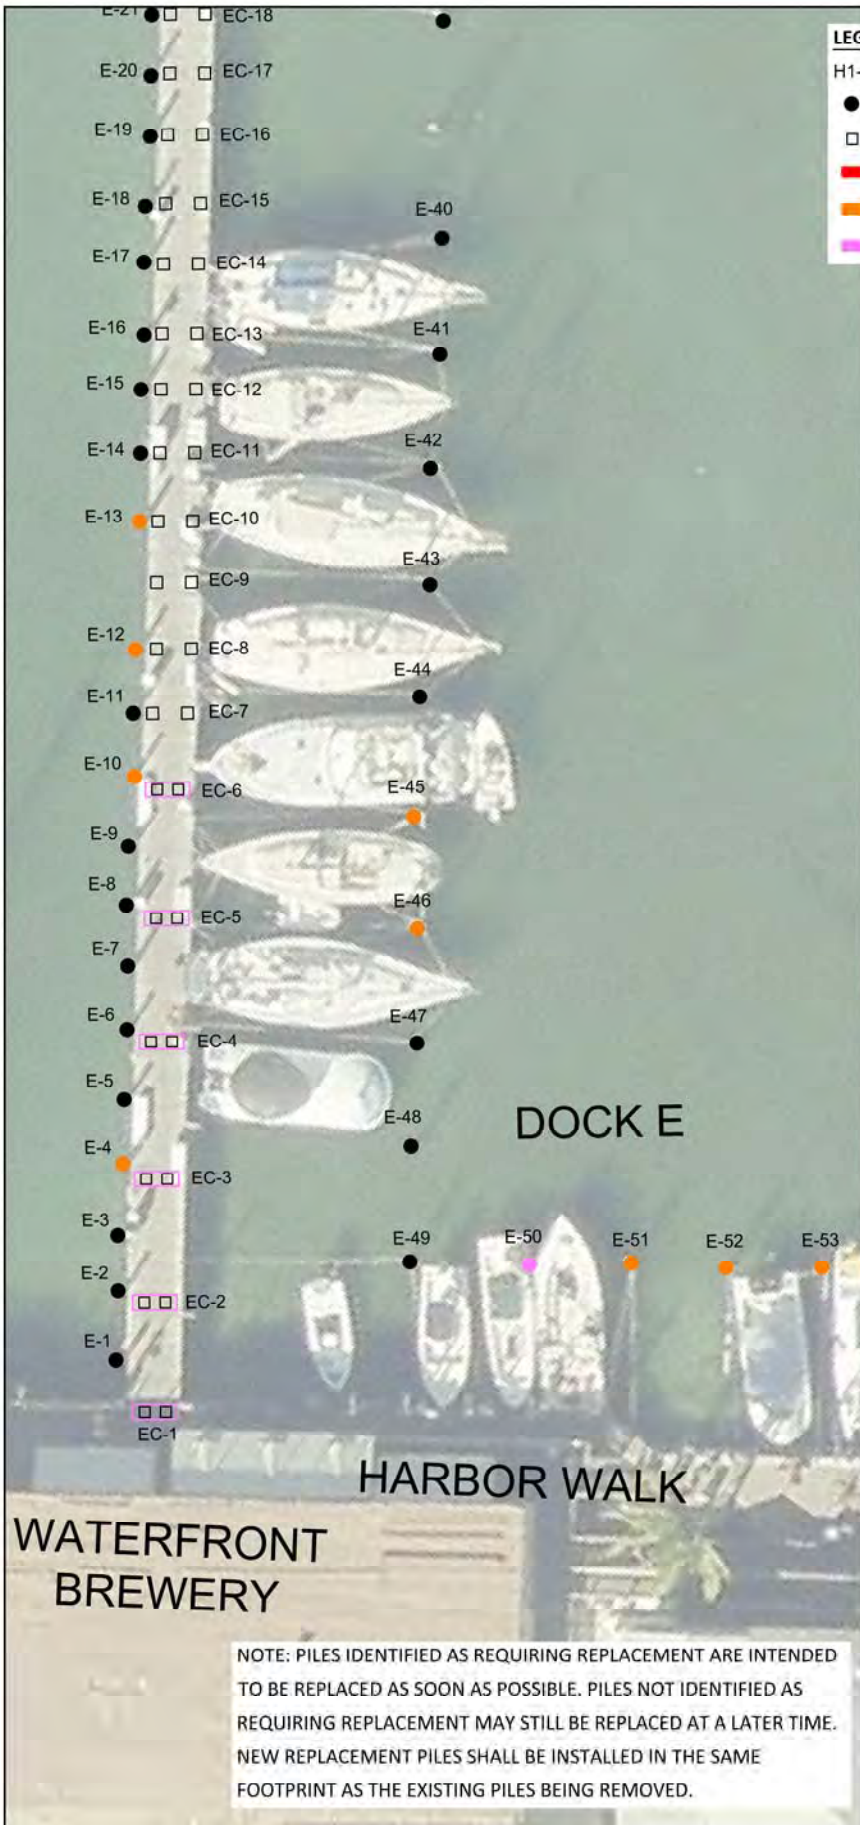 E-21 EC-18
E-20 EC-17
E-19 EC-16
E-18 EC-15
E-40
E-17 EC-14
E-16 EC-13 E-41
E-15 EC-12
E-14 EC-11 E-42
E-13 EC-10
EC-9 E-43
E-12 EC-8
E-44
E-11 EC-7
E-10 EC-6 E-45
E-9
E-8 EC-5 E-46
E-7
E-6 EC-4 E-47
E-5
E-48
DOCK E
E-4 EC-3
E-3
E-49 E-50 E-51 E-52 E-53
E-2 EC-2
E-1
EC-1
HARBOR WALK
WATERFRONT
BREWERY
H1-
NOTE: PILES IDENTIFIED AS REQUIRING REPLACEMENT ARE INTENDED
TO BE REPLACED AS SOON AS POSSIBLE. PILES NOT IDENTIFIED AS
REQUIRING REPLACEMENT MAY STILL BE REPLACED AT A LATER TIME.
NEW REPLACEMENT PILES SHALL BE INSTALLED IN THE SAME
FOOTPRINT AS THE EXISTING PILES BEING REMOVED.